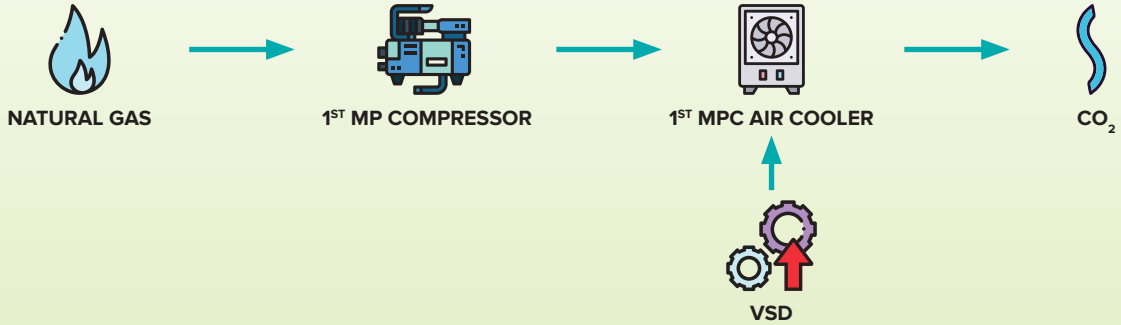 NATURAL GAS
1ST MP COMPRESSOR
1ST MPC AIR COOLER
CO2
VSD